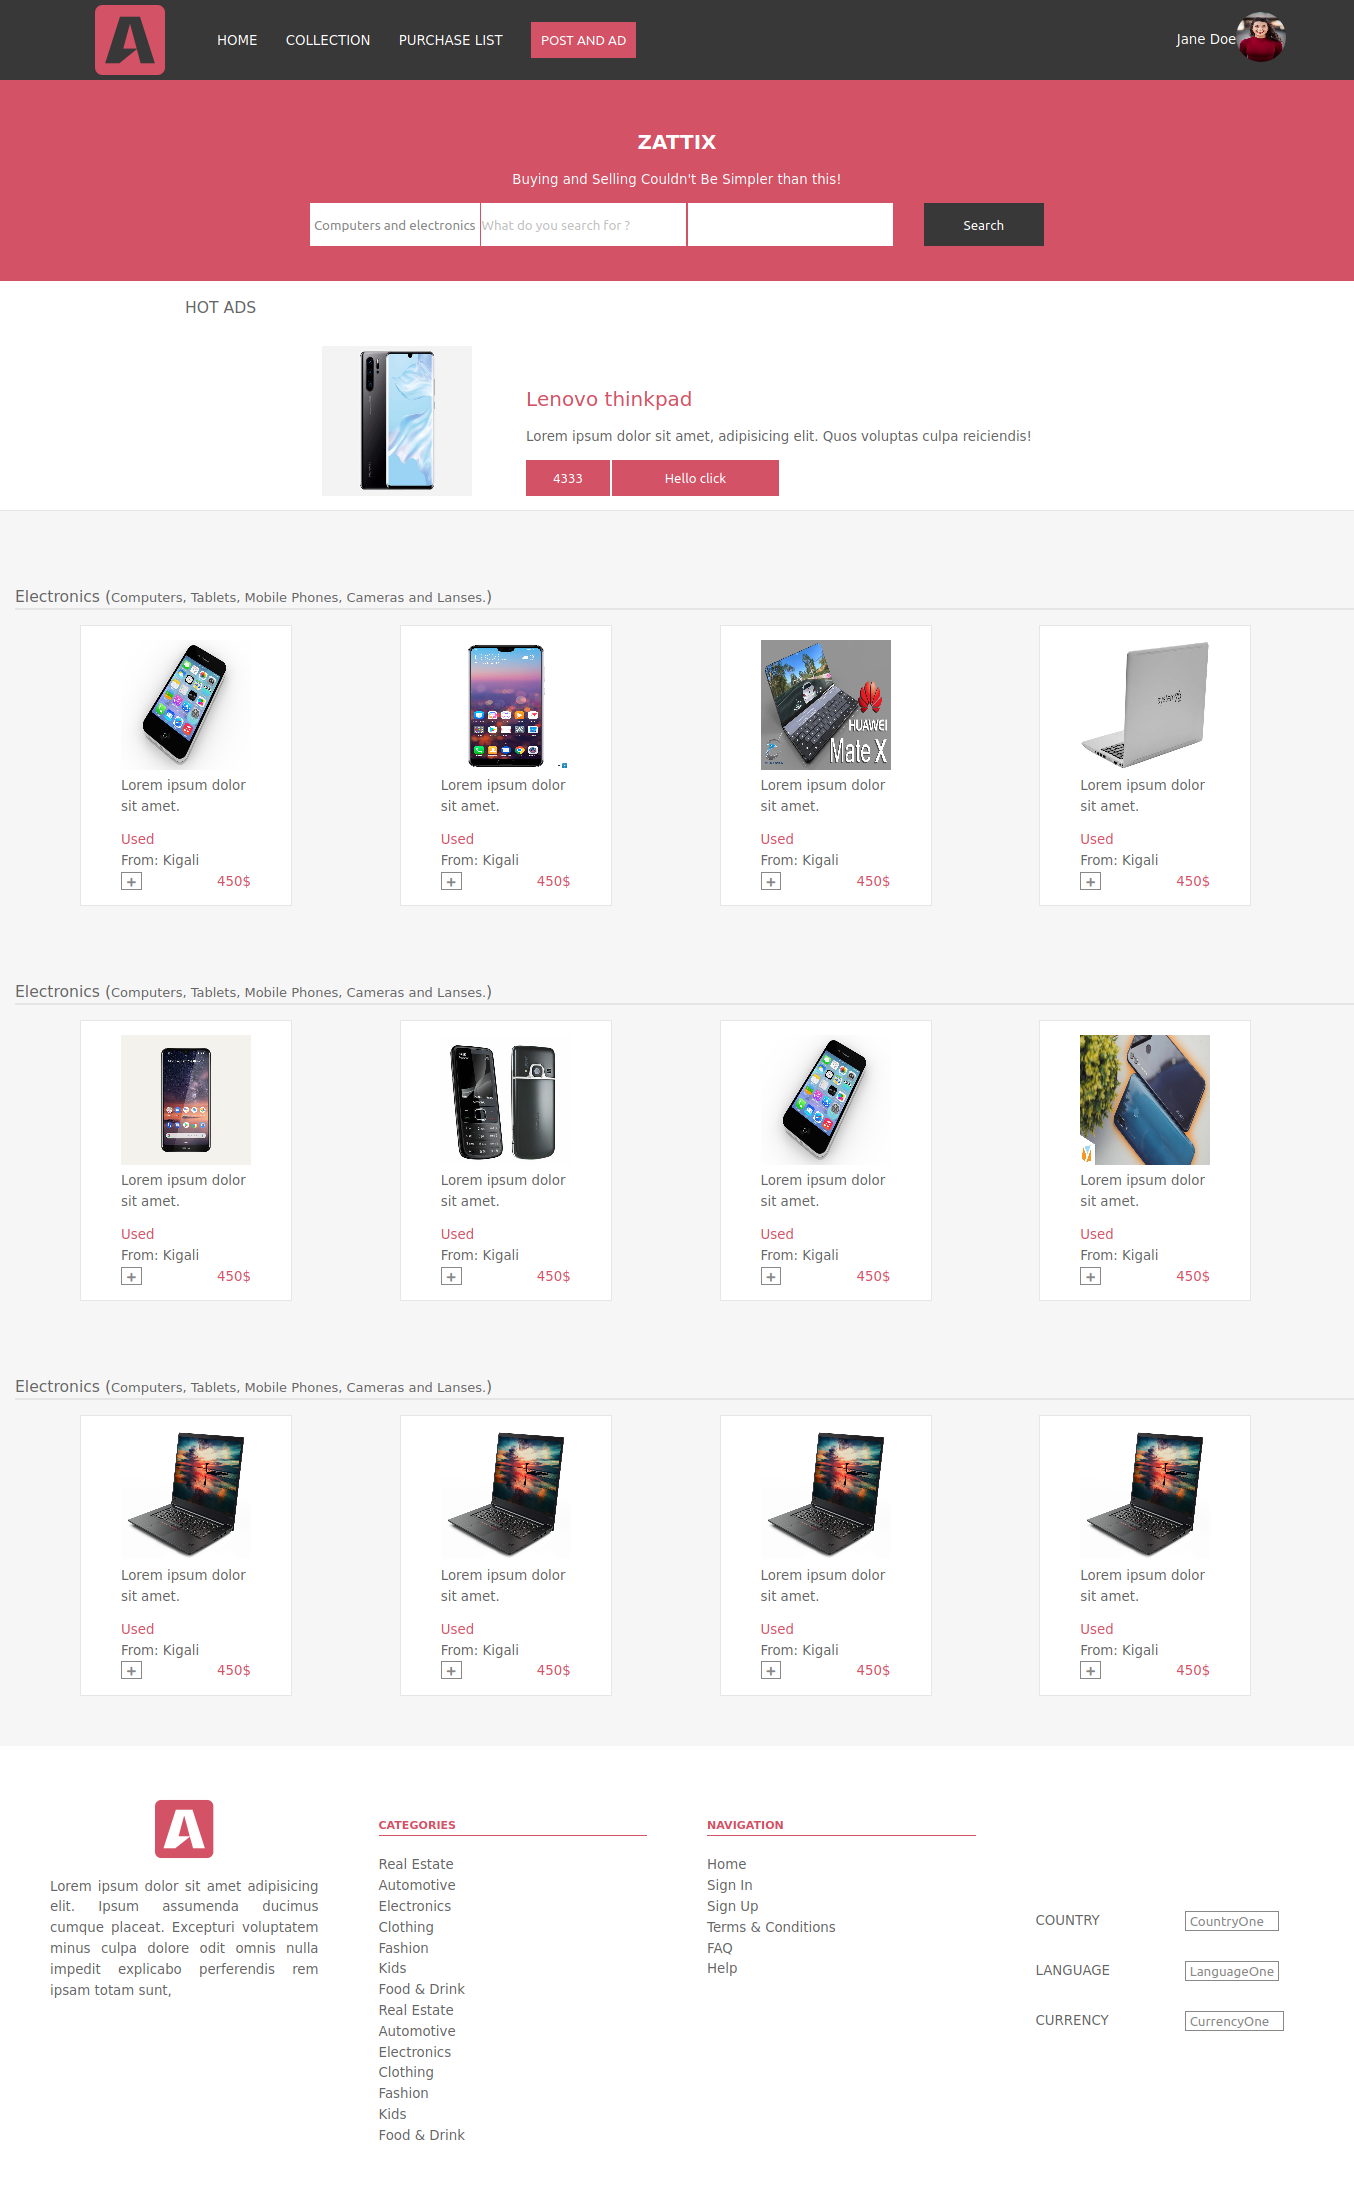 HOME COLLECTION PURCHASE LIST POST AND AD Jane Doe
ZATTIX
Buying and Selling Couldn't Be Simpler than this!
Computers and electronics What do you search for ? Search
HOT ADS
Lenovo thinkpad
Lorem ipsum dolor sit amet, adipisicing elit. Quos voluptas culpa reiciendis!
4333 Hello click
Electronics (Computers, Tablets, Mobile Phones, Cameras and Lanses.)
HUAWEI
Mate X
Lorem ipsum dolor Lorem ipsum dolor Lorem ipsum dolor Lorem ipsum dolor
sit amet. sit amet. sit amet. sit amet.
Used Used Used Used
From: Kigali From: Kigali From: Kigali From: Kigali
+ 450$ + 450$ + 450$ + 450$
Electronics (Computers, Tablets, Mobile Phones, Cameras and Lanses.)
Lorem ipsum dolor Lorem ipsum dolor Lorem ipsum dolor Lorem ipsum dolor
sit amet. sit amet. sit amet. sit amet.
Used Used Used Used
From: Kigali From: Kigali From: Kigali From: Kigali
+ 450$ + 450$ + 450$ + 450$
Electronics (Computers, Tablets, Mobile Phones, Cameras and Lanses.)
Lorem ipsum dolor Lorem ipsum dolor Lorem ipsum dolor Lorem ipsum dolor
sit amet. sit amet. sit amet. sit amet.
Used Used Used Used
From: Kigali From: Kigali From: Kigali From: Kigali
+ 450$ + 450$ + 450$ + 450$
Lorem ipsum dolor sit amet adipisicing
elit. Ipsum assumenda ducimus
cumque placeat. Excepturi voluptatem
minus culpa dolore odit omnis nulla
impedit explicabo perferendis rem
ipsam totam sunt,
CATEGORIES
Real Estate
Automotive
Electronics
Clothing
Fashion
Kids
Food & Drink
Real Estate
Automotive
Electronics
Clothing
Fashion
Kids
Food & Drink
NAVIGATION
Home
Sign In
Sign Up
Terms & Conditions
FAQ
Help
COUNTRY CountryOne
LANGUAGE LanguageOne
CURRENCY CurrencyOne